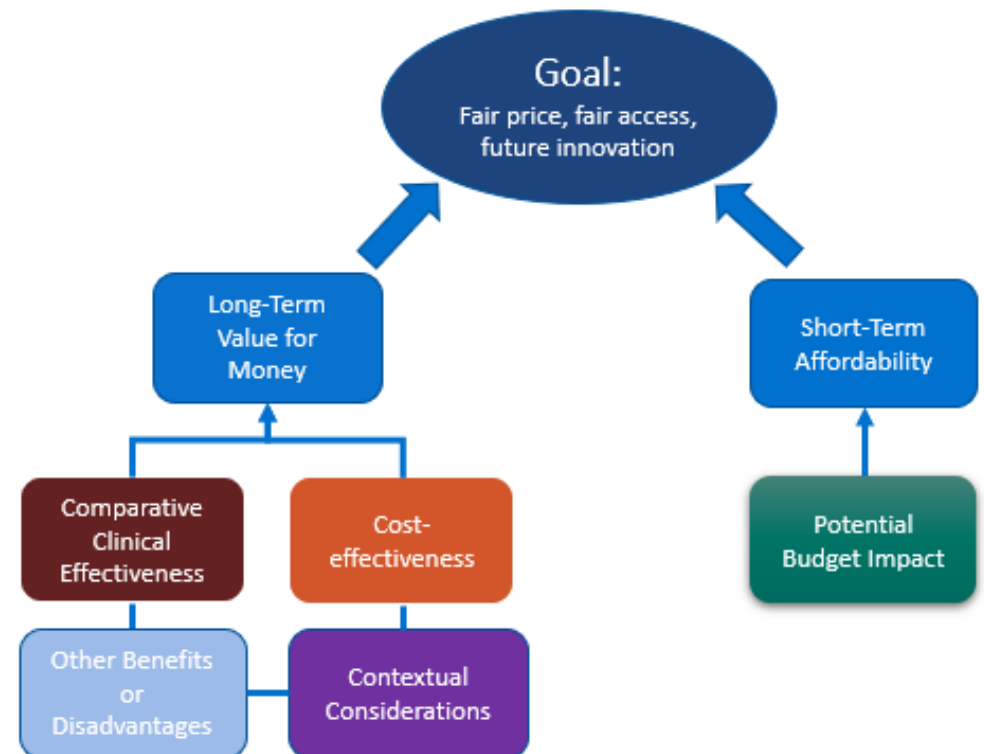 Goal:
Fair price, fair access,
future innovation
Long-Term
Value for
Money
Short-Term
Affordability
Comparative
Clinical
Effectiveness
Cost-
effectiveness
Potential
Budget Impact
Other Benefits
or
Disadvantages
Contextual
Considerations